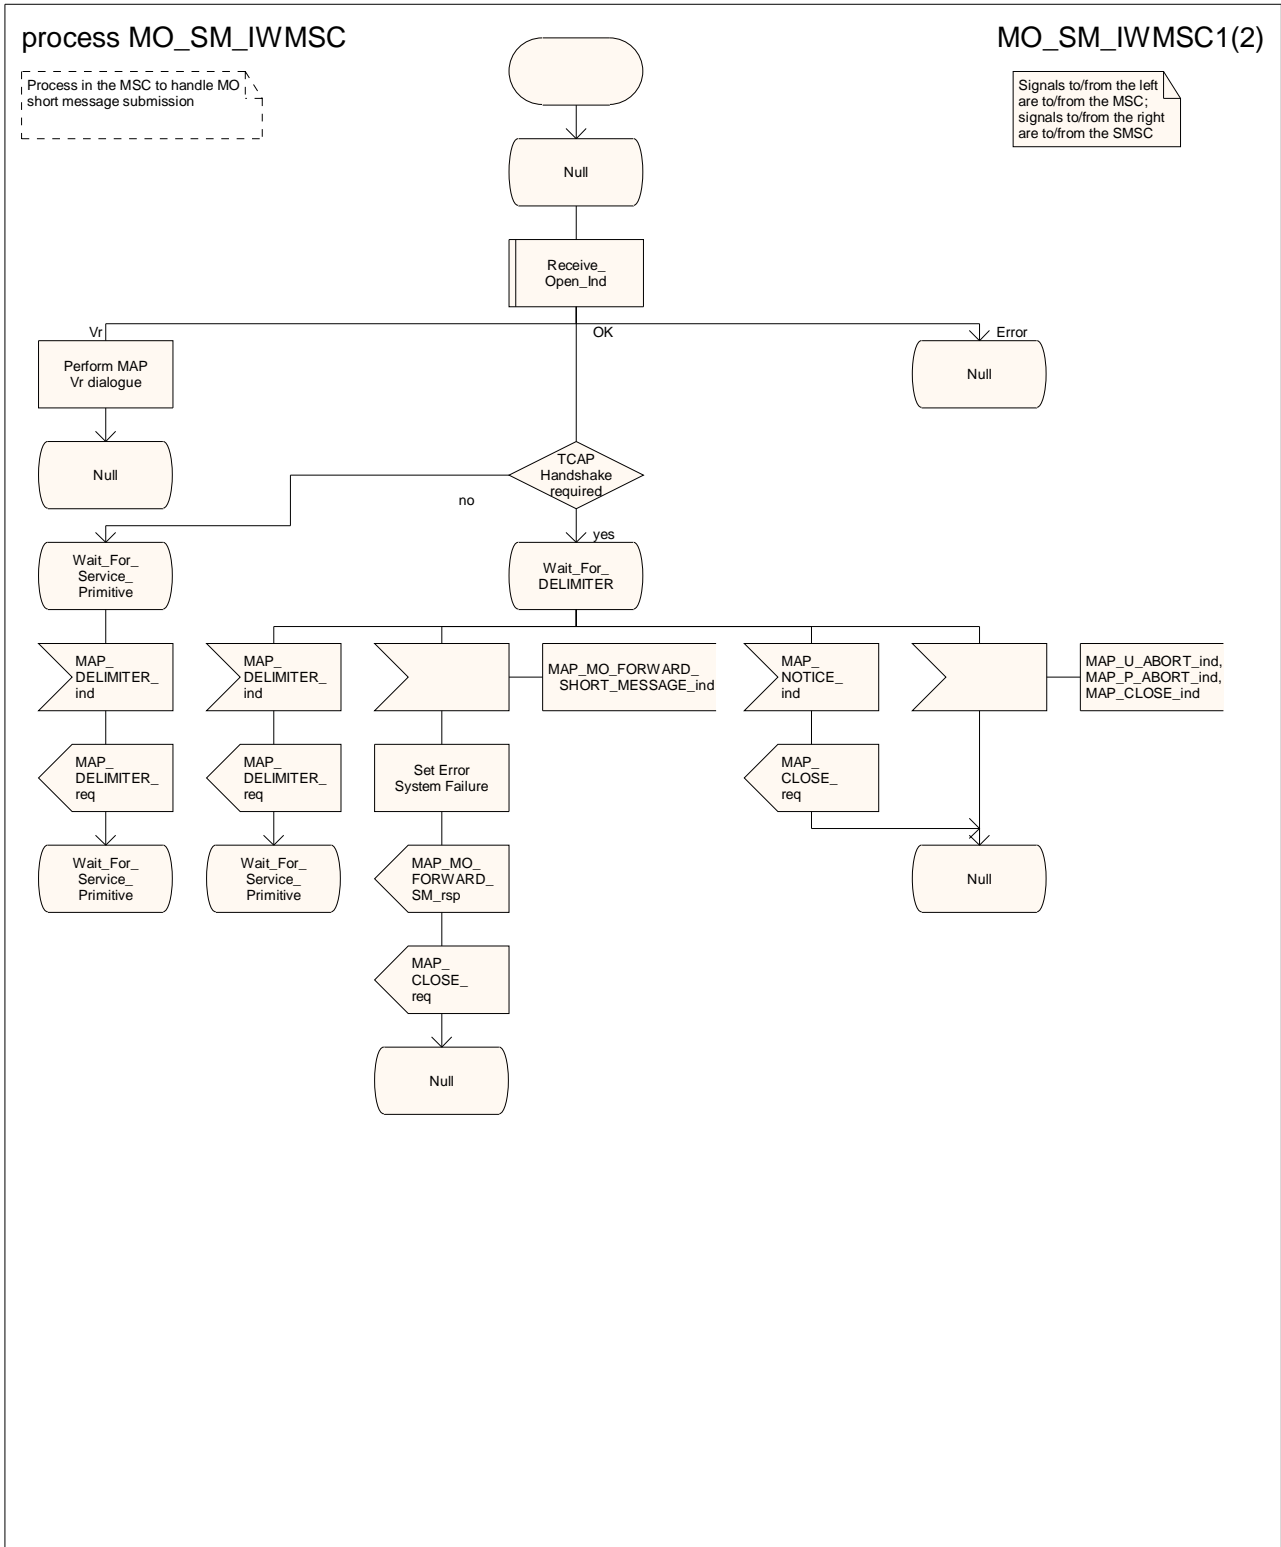 process MO_SM_IWMSC
MO_SM_IWMSC1(2)
Process in the MSC to handle MO
short message submission
Signals to/from the left
are to/from the MSC;
signals to/from the right
are to/from the SMSC
Null
Receive_
Open_Ind
Vr
OK
Error
Perform MAP
Vr dialogue
Null
Null
TCAP
Handshake
required
no
yes
Wait_For_
Service_
Primitive
Wait_For_
DELIMITER
MAP_
DELIMITER_
ind
MAP_
DELIMITER_
ind
MAP_MO_FORWARD_
SHORT_MESSAGE_ind
MAP_
NOTICE_
ind
MAP_U_ABORT_ind,
MAP_P_ABORT_ind,
MAP_CLOSE_ind
MAP_
DELIMITER_
req
MAP_
DELIMITER_
req
Set Error
System Failure
MAP_
CLOSE_
req
Wait_For_
Service_
Primitive
Wait_For_
Service_
Primitive
MAP_MO_
FORWARD_
SM_rsp
Null
MAP_
CLOSE_
req
Null